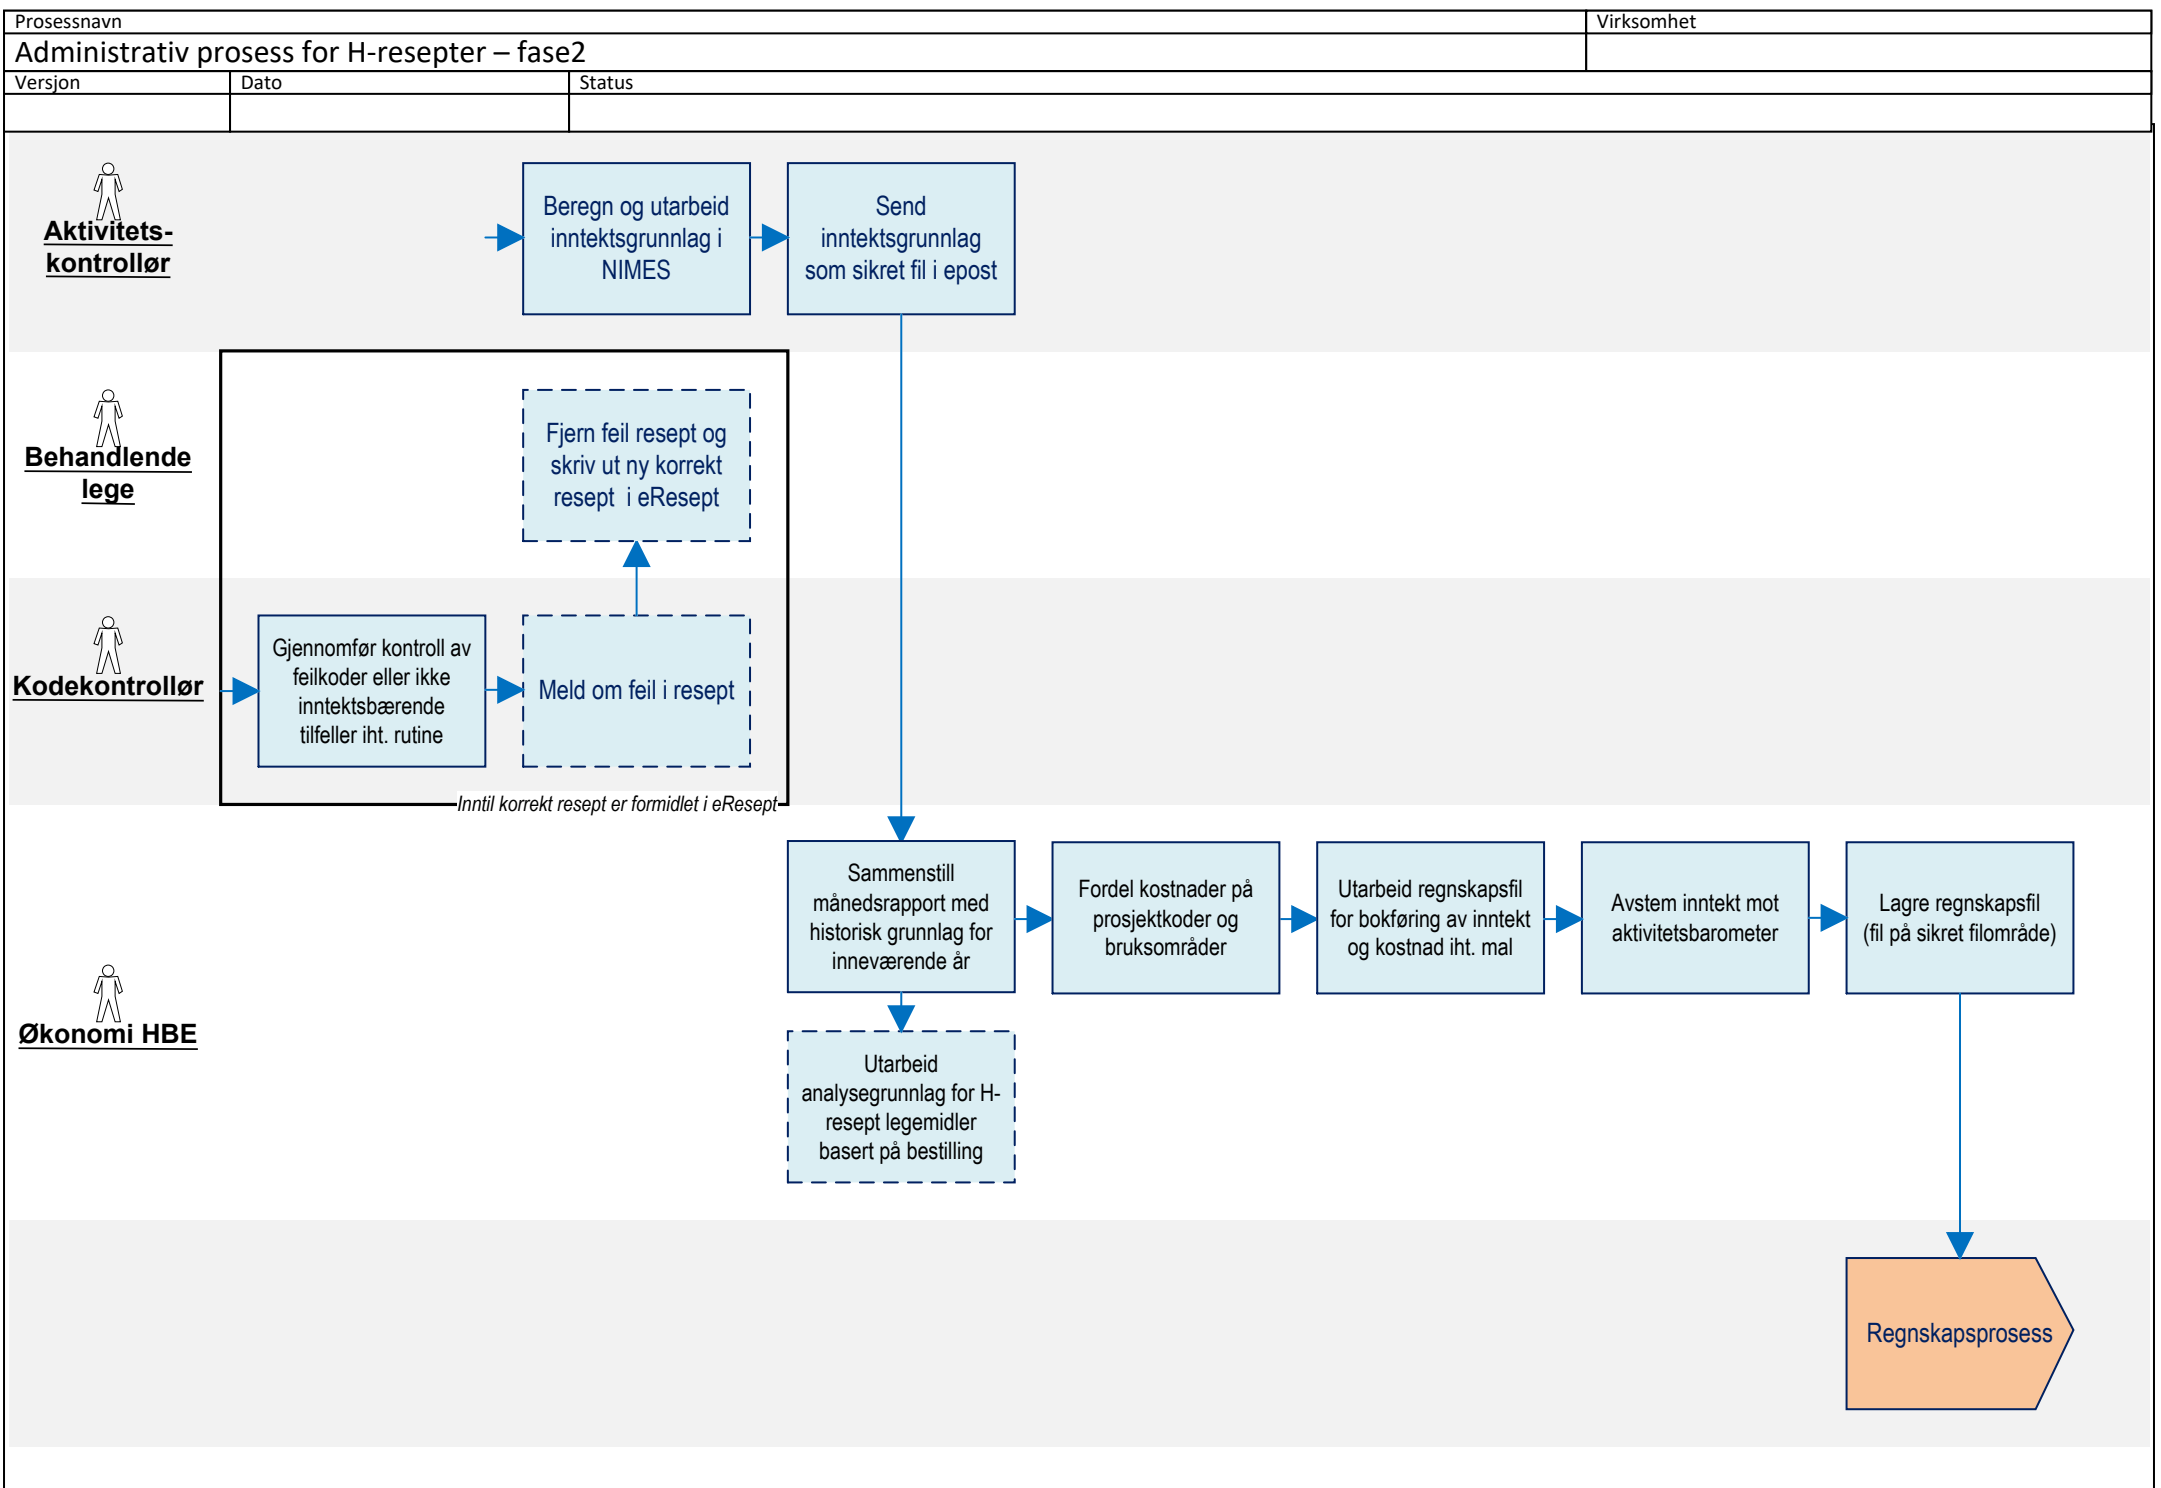 Prosessnavn
Virksomhet
Administrativ prosess for H-resepter – fase2
Versjon
Dato
Status
Aktivitets-
kontrollør
Beregn og utarbeid
inntektsgrunnlag i
NIMES
Send
inntektsgrunnlag
som sikret fil i epost
Behandlende
lege
Fjern feil resept og
skriv ut ny korrekt
resept  i eResept
Kodekontrollør
Gjennomfør kontroll av
feilkoder eller ikke
inntektsbærende
tilfeller iht. rutine
Meld om feil i resept
Inntil korrekt resept er formidlet i eResept
Økonomi HBE
Sammenstill
månedsrapport med
historisk grunnlag for
inneværende år
Fordel kostnader på
prosjektkoder og
bruksområder
Utarbeid regnskapsfil
for bokføring av inntekt
og kostnad iht. mal
Avstem inntekt mot
aktivitetsbarometer
Lagre regnskapsfil
(fil på sikret filområde)
Utarbeid
analysegrunnlag for H-
resept legemidler
basert på bestilling
Regnskapsprosess